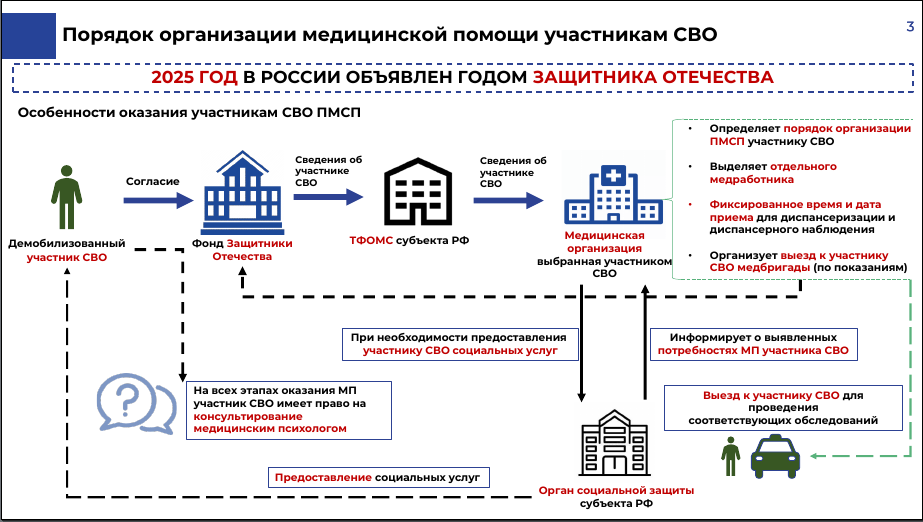 Порядок организации медицинской помощи участникам СВО
3
2025 ГОД В РОССИИ ОБЪЯВЛЕН ГОДОМ ЗАЩИТНИКА ОТЕЧЕСТВА
Особенности оказания участникам СВО ПМСП
Согласие
Сведения об
участнике
СВО
Сведения об
участнике
СВО
Демобилизованный
участник СВО
Фонд Защитники
Отечества
ТФОМС субъекта РФ
Медицинская
организация
выбранная участником
СВО
• Определяет порядок организации
ПМСП участнику СВО
• Выделяет отдельного
медработника
• Фиксированное время и дата
приема для диспансеризации и
диспансерного наблюдения
• Организует выезд к участнику
СВО медбригады (по показаниям)
При необходимости предоставления
участнику СВО социальных услуг
Информирует о выявленных
потребностях МП участника СВО
На всех этапах оказания МП
участник СВО имеет право на
консультирование
медицинским психологом
Выезд к участнику СВО для
проведения
соответствующих обследований
Предоставление социальных услуг
Орган социальной защиты
субъекта РФ